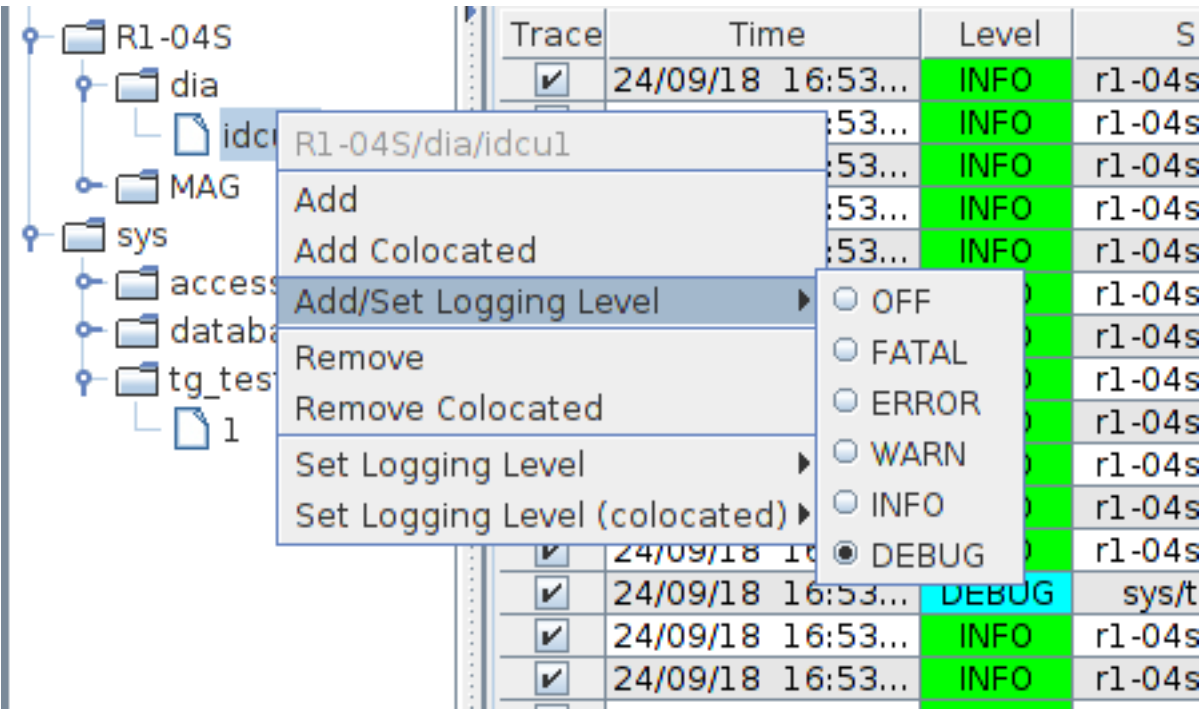 R1-04S
dia
R1-04S/dia/idcu1
MAG
sys
access
tg_test
1
Add
Add Colocated
Add/Set Logging Level
Remove
Remove Colocated
Set Logging Level
Set Logging Level (colocated)
OFF
FATAL
ERROR
WARN
INFO
DEBUG
Trace Time Level S
24/09/18 16:53... INFO r1-04s
:53... INFO r1-04s
:53... INFO r1-04s
:53... INFO r1-04s
:53... INFO r1-04s
r1-04s
r1-04s
r1-04s
r1-04s
r1-04s
r1-04s
24/09/18 16 r1-04s
24/09/18 16:53... DEBUG sys/t
24/09/18 16:53... INFO r1-04s
24/09/18 16:53... INFO r1-04s